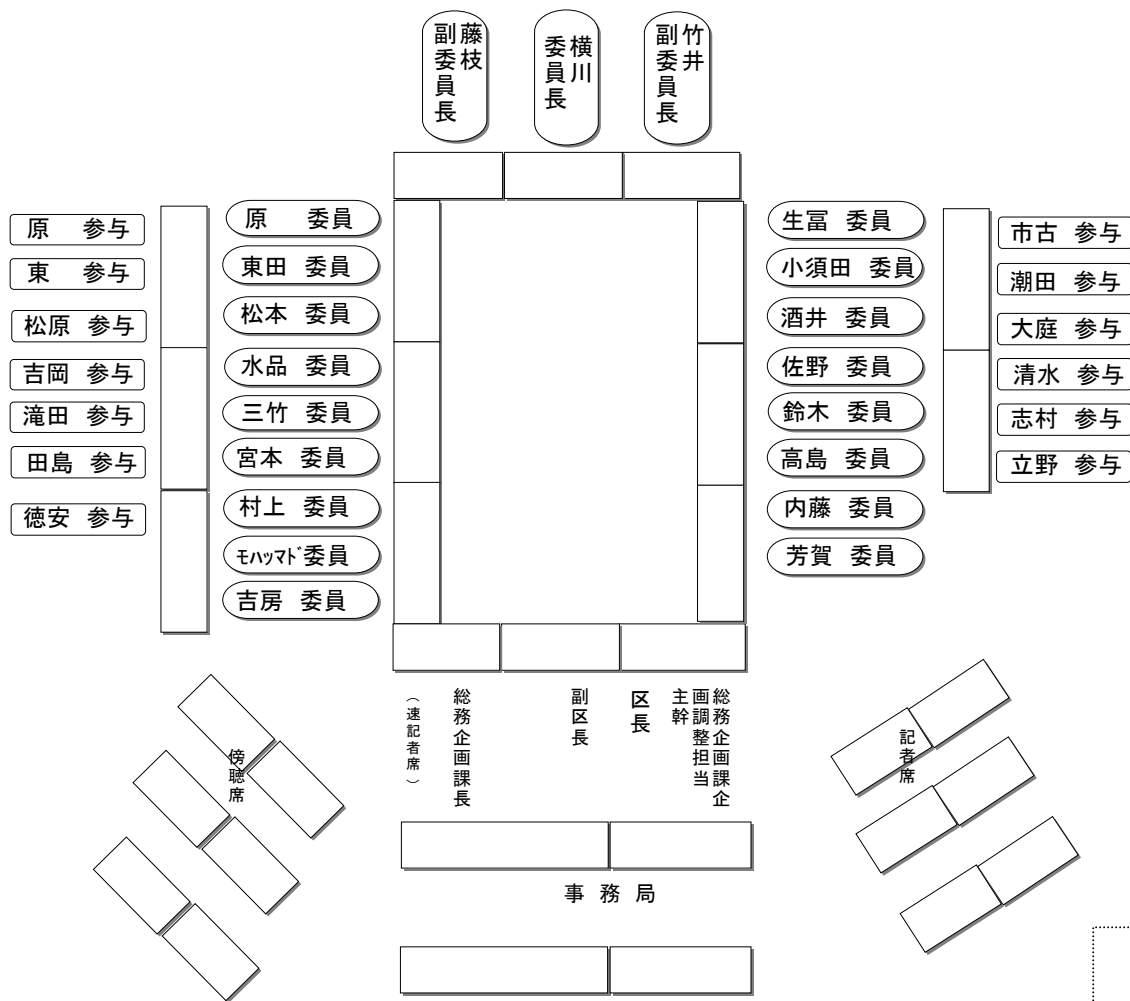 藤枝
副委員長
横川
委員長
竹井
副委員長
原 参与
東 参与
松原 参与
吉岡 参与
滝田 参与
田島 参与
徳安 参与
原 委員
東田 委員
松本 委員
水品 委員
三竹 委員
宮本 委員
村上 委員
モハッマド 委員
吉房 委員
生冨 委員
小須田 委員
酒井 委員
佐野 委員
鈴木 委員
高島 委員
内藤 委員
芳賀 委員
市古 参与
潮田 参与
大庭 参与
清水 参与
志村 参与
立野 参与
総務企画課企
画調整担当
主幹
区長
副区長
総務企画課長
(速記者席)
傍聴席
記者席
事務局